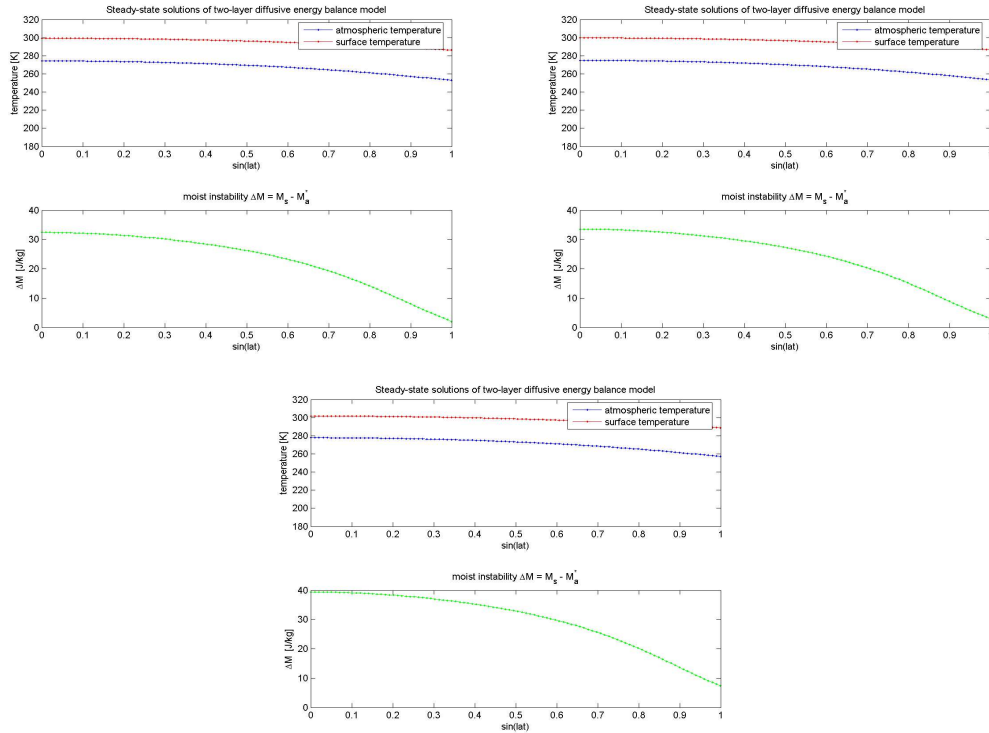 Steady-state solutions of two-layer diffusive energy balance model
320
300
280
260
240
220
200
180
temperature [K]
atmospheric temperature
surface temperature
0 0.1 0.2 0.3 0.4 0.5 0.6 0.7 0.8 0.9 1
sin(lat)
moist instability ΔM = M_s - M_a^*
40
30
20
10
0
ΔM [J/kg]
0 0.1 0.2 0.3 0.4 0.5 0.6 0.7 0.8 0.9 1
sin(lat)
Steady-state solutions of two-layer diffusive energy balance model
320
300
280
260
240
220
200
180
temperature [K]
atmospheric temperature
surface temperature
0 0.1 0.2 0.3 0.4 0.5 0.6 0.7 0.8 0.9 1
sin(lat)
moist instability ΔM = M_s - M_a^*
40
30
20
10
0
ΔM [J/kg]
0 0.1 0.2 0.3 0.4 0.5 0.6 0.7 0.8 0.9 1
sin(lat)
Steady-state solutions of two-layer diffusive energy balance model
320
300
280
260
240
220
200
180
temperature [K]
atmospheric temperature
surface temperature
0 0.1 0.2 0.3 0.4 0.5 0.6 0.7 0.8 0.9 1
sin(lat)
moist instability ΔM = M_s - M_a^*
40
30
20
10
0
ΔM [J/kg]
0 0.1 0.2 0.3 0.4 0.5 0.6 0.7 0.8 0.9 1
sin(lat)